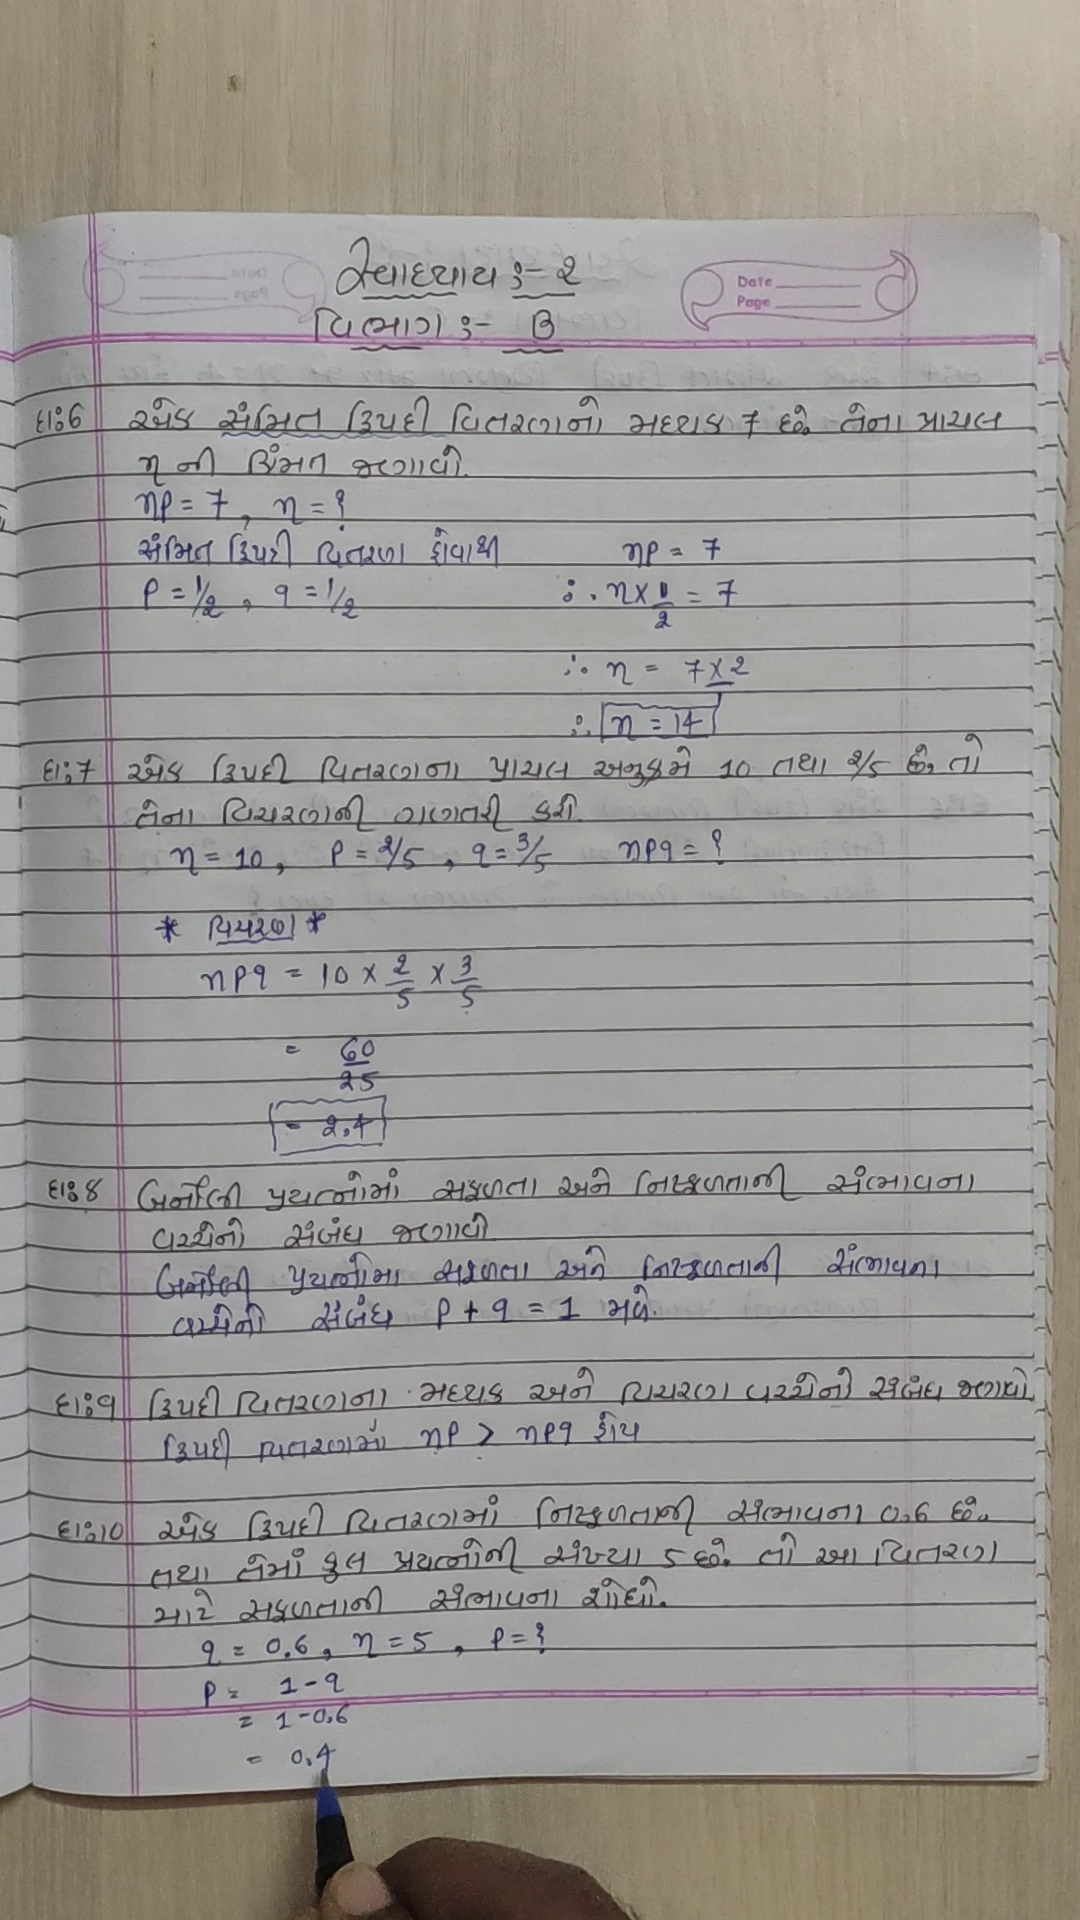 સ્વાધ્યાય :- ૨
Date
Page
વિભાગ :- B
દા:6 એક સંમિત દ્વિપદી વિતરણનો મધ્યક 7 છે. તેના પ્રાચલ
n ની કિંમત જણાવો.
np = 7, n = ?
સંમિત દ્વિપદી વિતરણ હોવાથી
p = 1/2, q = 1/2
np = 7
∴ n × 1/2 = 7
∴ n = 7 × 2
∴ n = 14
દા:7 એક દ્વિપદી વિતરણના પ્રાચલ અનુક્રમે 10 તથા 2/5 છે, તો
તેના વિચરણની ગણતરી કરો.
n = 10, p = 2/5, q = 3/5 npq = ?
* વિચરણ *
npq = 10 × 2/5 × 3/5
= 60/25
= 2.4
દા:8 બર્નોલી પ્રયત્નોમાં સફળતા અને નિષ્ફળતાની સંભાવના
વચ્ચેનો સંબંધ જણાવો
બર્નોલી પ્રયત્નોમા સફળતા અને નિષ્ફળતાની સંભાવના
વચ્ચેનો સંબંધ p + q = 1 મળે.
દા:9 દ્વિપદી વિતરણના મધ્યક અને વિચરણ વચ્ચેનો સંબંધ જણાવો.
દ્વિપદી વિતરણમાં np > npq હોય
દા:10 એક દ્વિપદી વિતરણમાં નિષ્ફળતાની સંભાવના 0.6 છે.
તથા તેમાં કુલ પ્રયત્નોની સંખ્યા 5 છે. તો આ વિતરણ
માટે સફળતાની સંભાવના શોધો.
q = 0.6, n = 5, p = ?
p = 1 - q
= 1 - 0.6
= 0.4